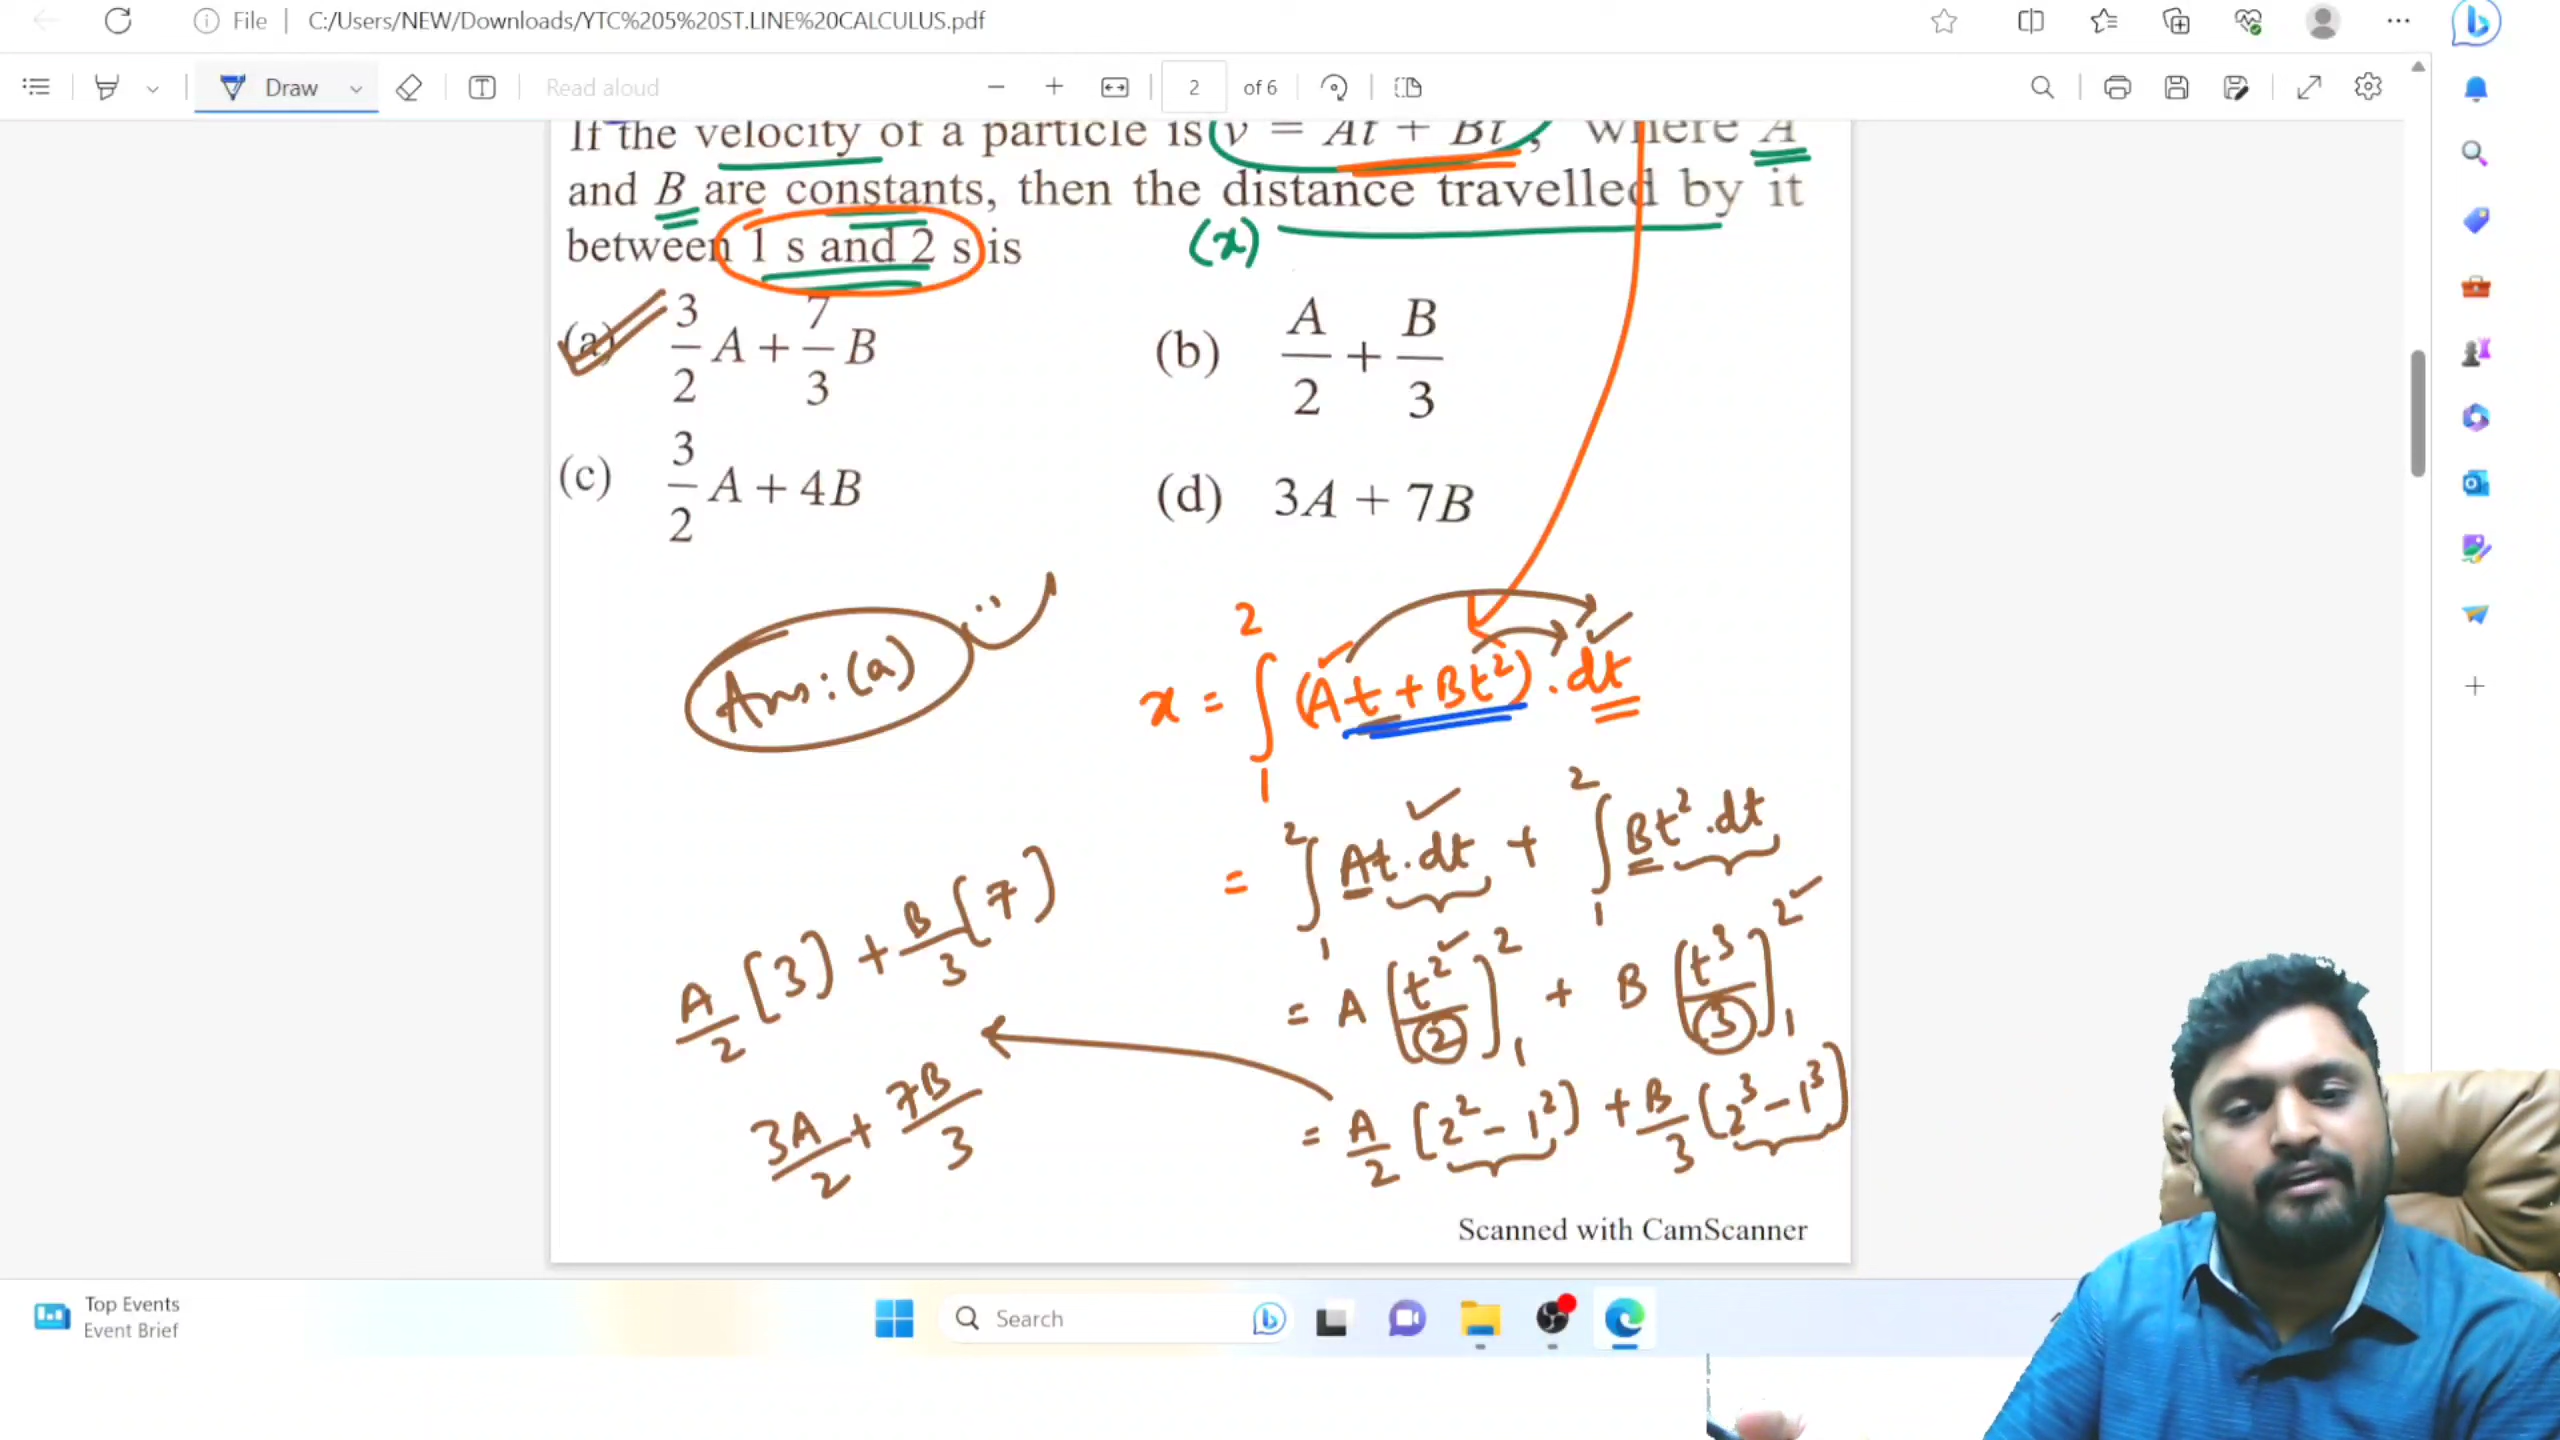 File | C:/Users/NEW/Downloads/YTC%205%20ST.LINE%20CALCULUS.pdf
Draw Read aloud 2 of 6
If the velocity of a particle is v = At + Bt , where A
and B are constants, then the distance travelled by it
between 1 s and 2 s is
(x)
(a) 3/2 A + 7/3 B
(b) A/2 + B/3
(c) 3/2 A + 4B
(d) 3A + 7B
Ans: (a)
x = ∫₁² (At + Bt²) . dt
= ∫₁² At . dt + ∫₁² Bt² . dt
= A [t²/2]₁² + B [t³/3]₁²
= A/2 [2² – 1²] + B/3 (2³ – 1³)
A/2 [3] + B/3 [7]
3A/2 + 7B/3
Scanned with CamScanner
Top Events
Event Brief
Search